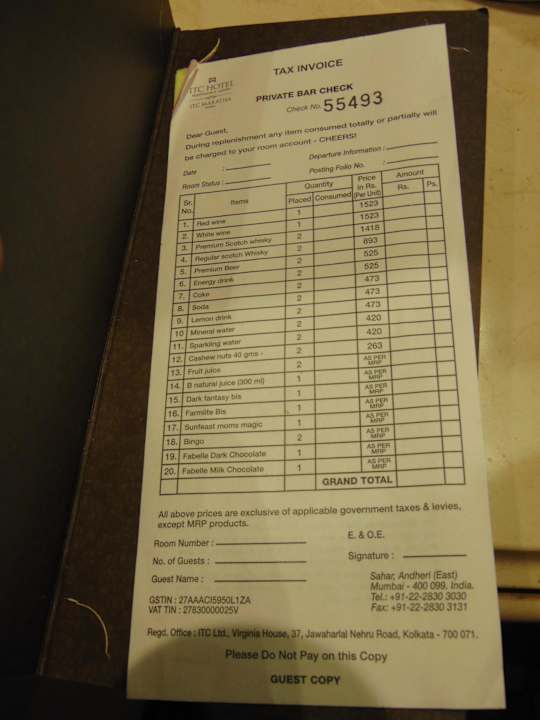 ITC HOTEL
ITC MARATHA
TAX INVOICE
PRIVATE BAR CHECK
Check No. 55493
Dear Guest,
During replenishment any item consumed totally or partially will
be charged to your room account - CHEERS!
Date : Departure Information :
Room Status : Posting Folio No. :
Sr. No. Items Quantity Placed Consumed Price in Rs. (Per Unit) Amount Rs. Ps.
1. Red wine 1 1523
2. White wine 1 1523
3. Premium Scotch whisky 2 1418
4. Regular scotch Whisky 2 893
5. Premium Beer 2 525
6. Energy drink 2 525
7. Coke 2 473
8. Soda 2 473
9. Lemon drink 2 473
10 Mineral water 2 420
11. Sparkling water 2 420
12. Cashew nuts 40 gms 2 263
13. Fruit juice 2 AS PER MRP
14. B natural juice (300 ml) 1 AS PER MRP
15. Dark fantasy bis 1 AS PER MRP
16. Farmlite Bis 1 AS PER MRP
17. Sunfeast moms magic 1 AS PER MRP
18. Bingo 2 AS PER MRP
19. Fabelle Dark Chocolate 1 AS PER MRP
20. Fabelle Milk Chocolate 1 AS PER MRP
GRAND TOTAL
All above prices are exclusive of applicable government taxes & levies,
except MRP products.
Room Number : E. & O.E.
No. of Guests : Signature :
Guest Name :
Sahar, Andheri (East)
Mumbai - 400 099, India.
Tel.: +91-22-2830 3030
Fax: +91-22-2830 3131
GSTIN : 27AAACI5950L1ZA
VAT TIN : 27830000025V
Regd. Office : ITC Ltd., Virginia House, 37, Jawaharlal Nehru Road, Kolkata - 700 071.
Please Do Not Pay on this Copy
GUEST COPY